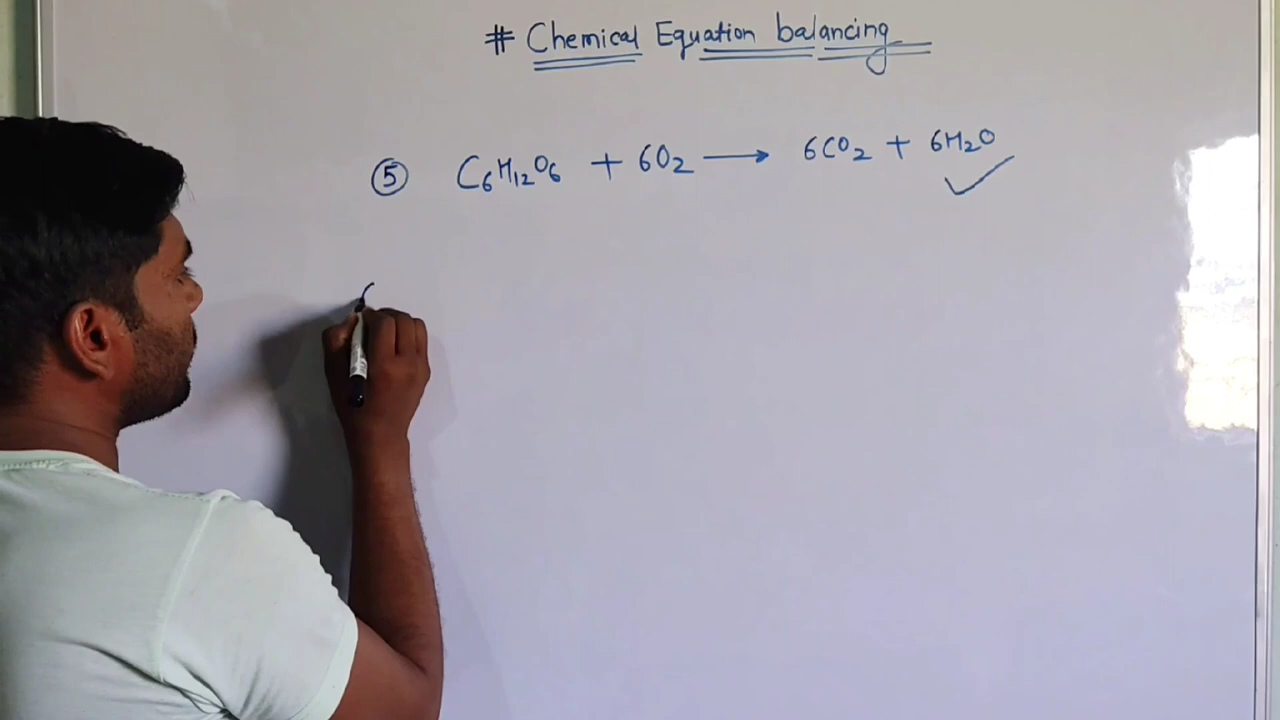 # Chemical Equation balancing
⑤ C₆H₁₂O₆ + 6O₂ ⟶ 6CO₂ + 6H₂O ✓